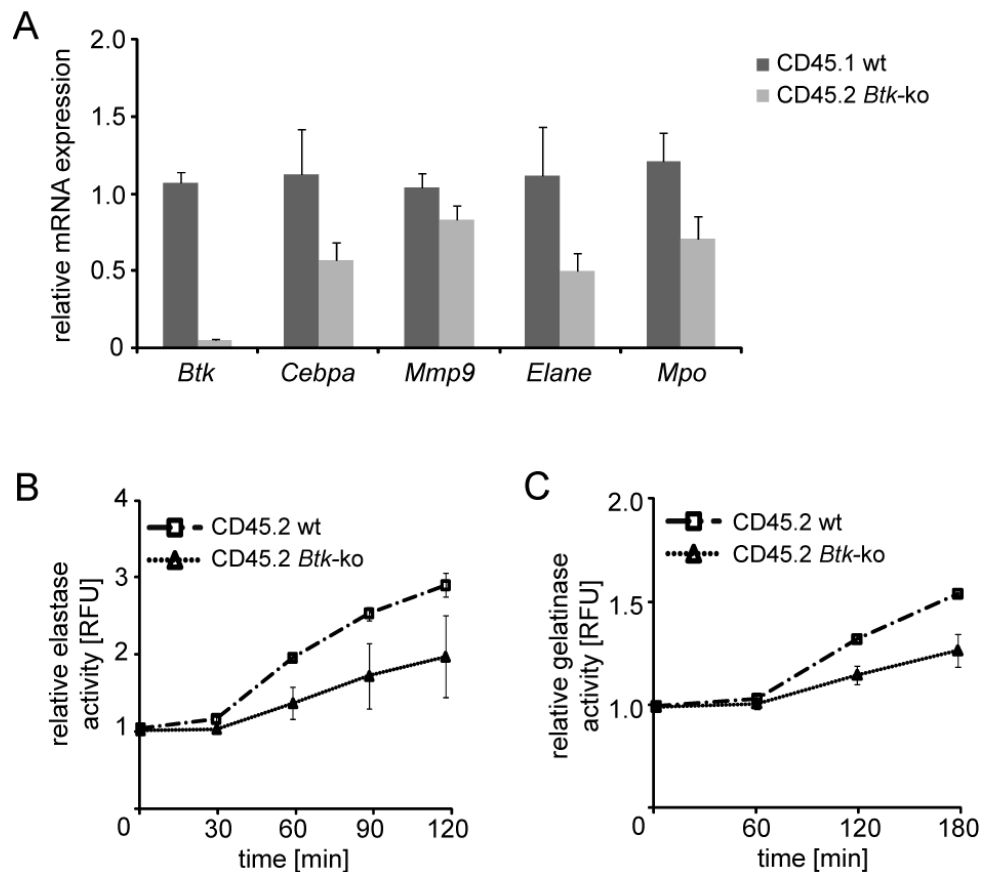 A
2.0
1.5
1.0
0.5
0
relative mRNA expression
CD45.1 wt
CD45.2 Btk-ko
Btk Cebpa Mmp9 Elane Mpo
B
4
3
2
1
0 30 60 90 120
relative elastase
activity [RFU]
CD45.2 wt
CD45.2 Btk-ko
time [min]
C
2.0
1.5
1.0
0 60 120 180
relative gelatinase
activity [RFU]
CD45.2 wt
CD45.2 Btk-ko
time [min]